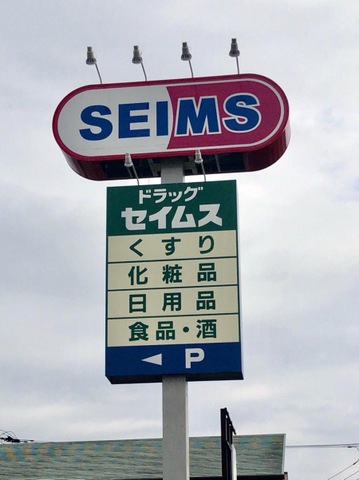 SEIMS
ドラッグ
セイムス
くすり
化粧品
日用品
食品・酒
◀ P